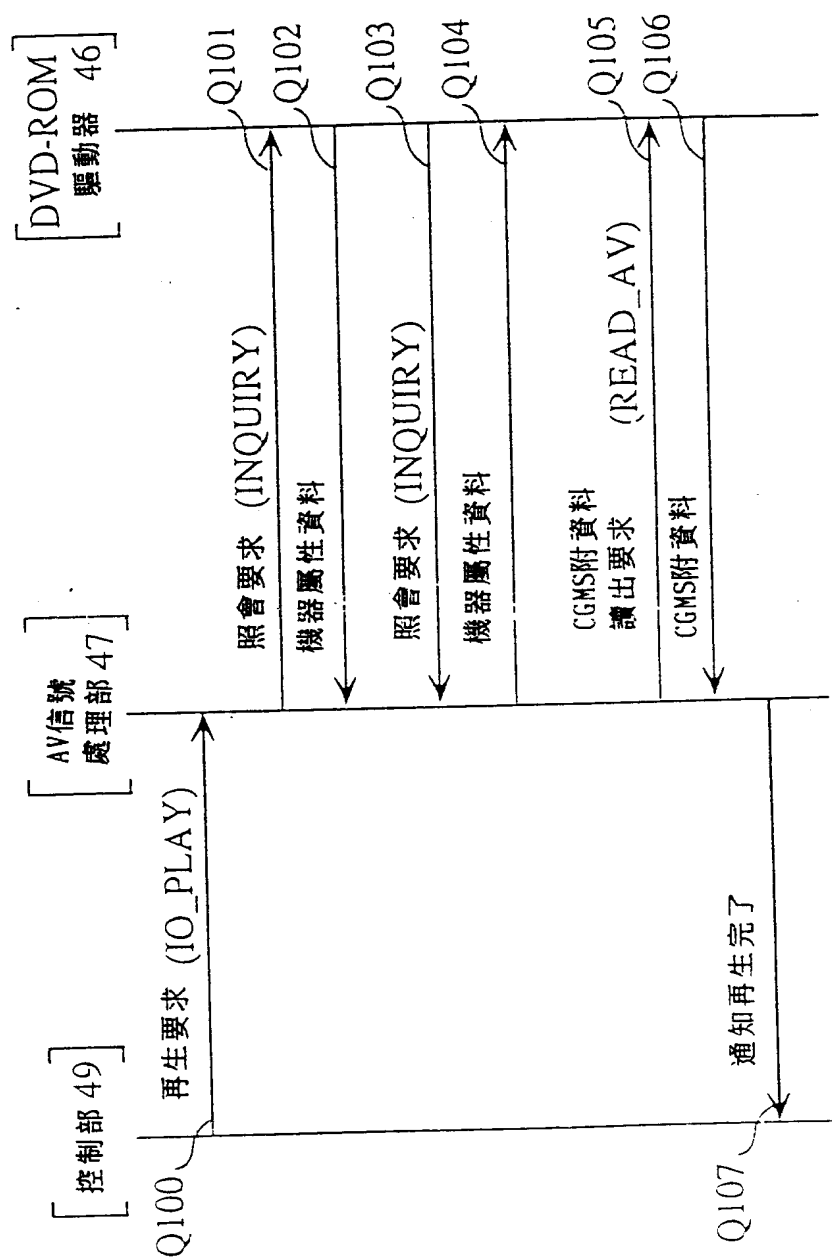 控制部 49
AV信號
處理部 47
DVD-ROM
驅動器 46
Q100
再生要求 (IO_PLAY)
照會要求 (INQUIRY)
Q101
機器屬性資料
Q102
照會要求 (INQUIRY)
Q103
機器屬性資料
Q104
CGMS附資料
讀出要求 (READ_AV)
Q105
CGMS附資料
Q106
通知再生完了
Q107